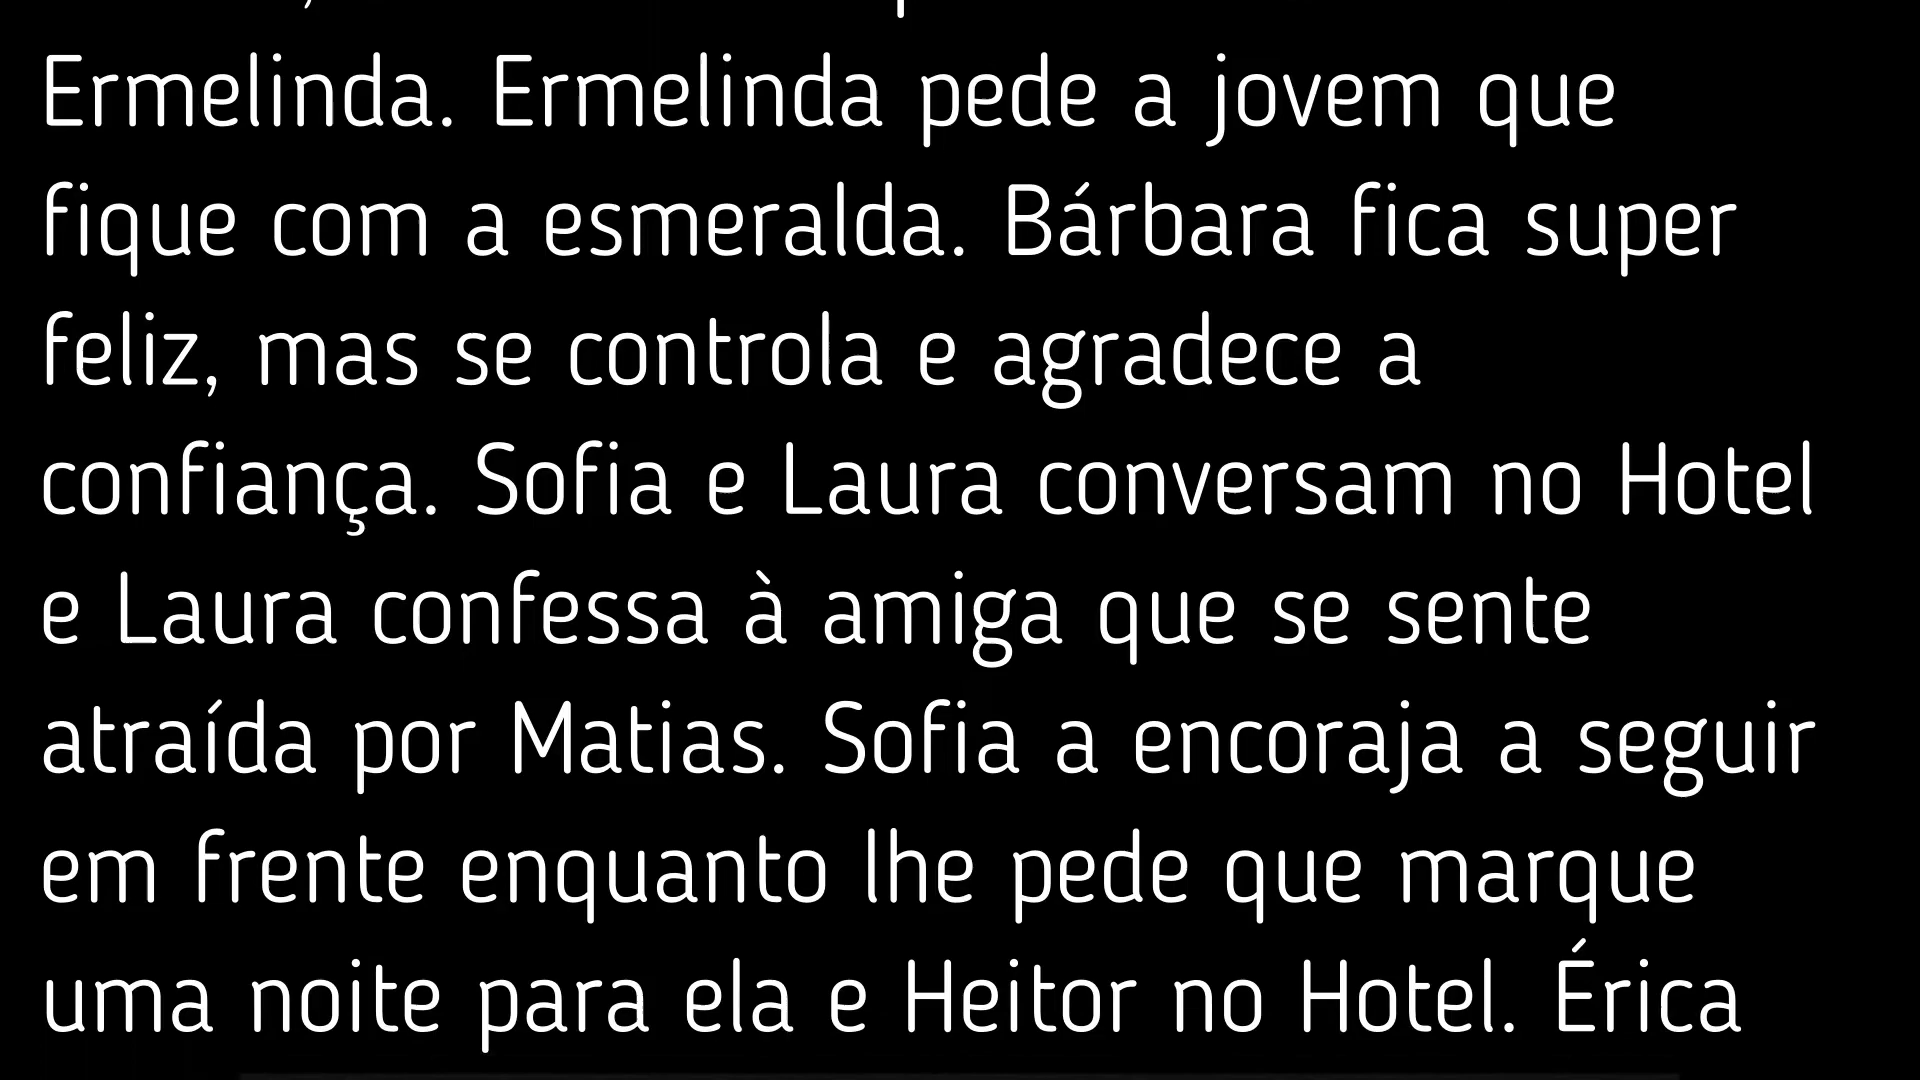 Ermelinda. Ermelinda pede a jovem que
fique com a esmeralda. Bárbara fica super
feliz, mas se controla e agradece a
confiança. Sofia e Laura conversam no Hotel
e Laura confessa à amiga que se sente
atraída por Matias. Sofia a encoraja a seguir
em frente enquanto lhe pede que marque
uma noite para ela e Heitor no Hotel. Érica